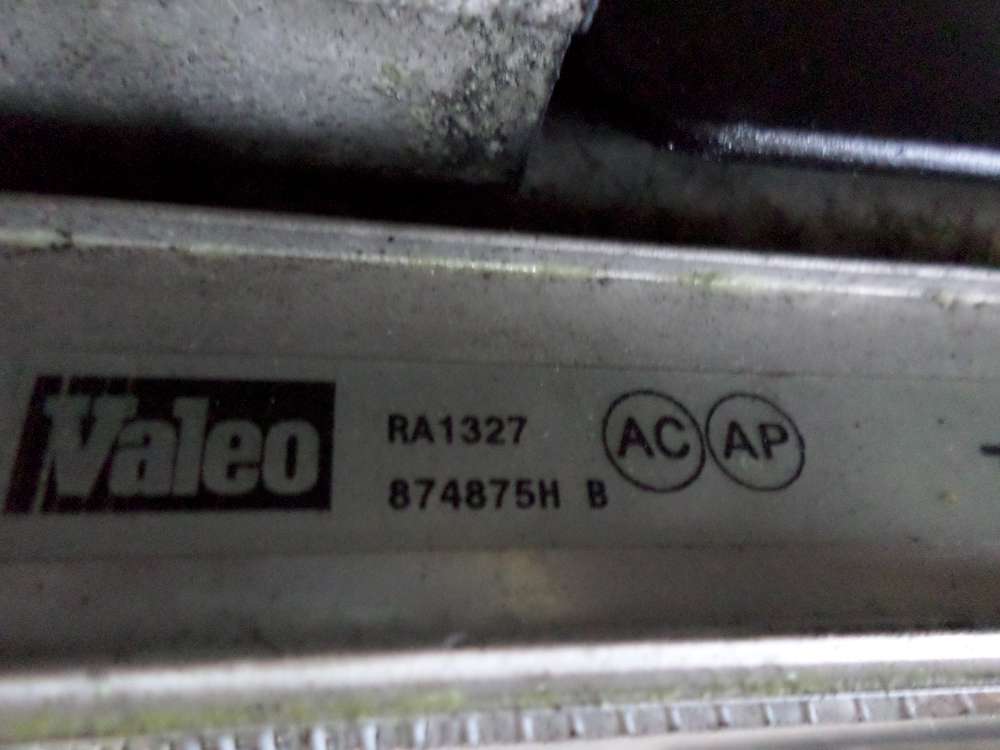 Valeo
RA1327
874875H B
AC AP